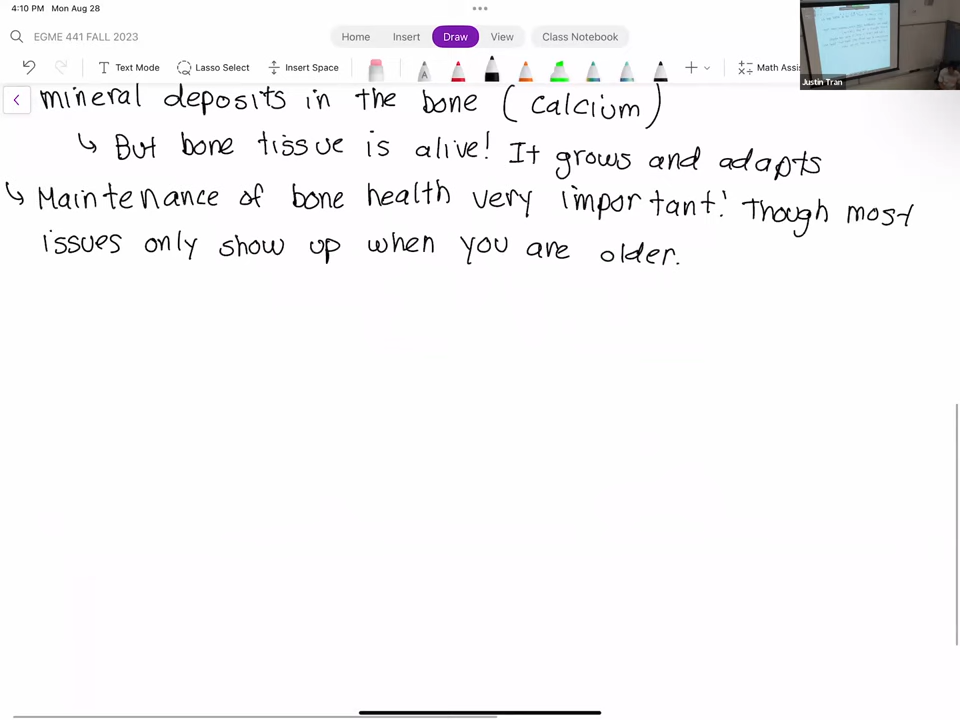 4:10 PM Mon Aug 28
EGME 441 FALL 2023
Home Insert Draw View Class Notebook
Text Mode Lasso Select Insert Space Math Assis
Justin Tran
mineral deposits in the bone (calcium)
↳ But bone tissue is alive! It grows and adapts
↳ Maintenance of bone health very important! Though most
issues only show up when you are older.